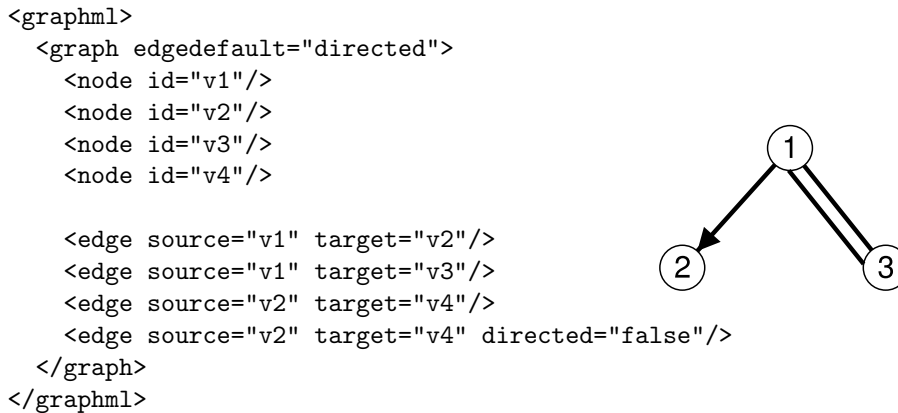 <graphml>
  <graph edgedefault="directed">
    <node id="v1"/>
    <node id="v2"/>
    <node id="v3"/>
    <node id="v4"/>
    <edge source="v1" target="v2"/>
    <edge source="v1" target="v3"/>
    <edge source="v2" target="v4"/>
    <edge source="v2" target="v4" directed="false"/>
  </graph>
</graphml>
1
2
3